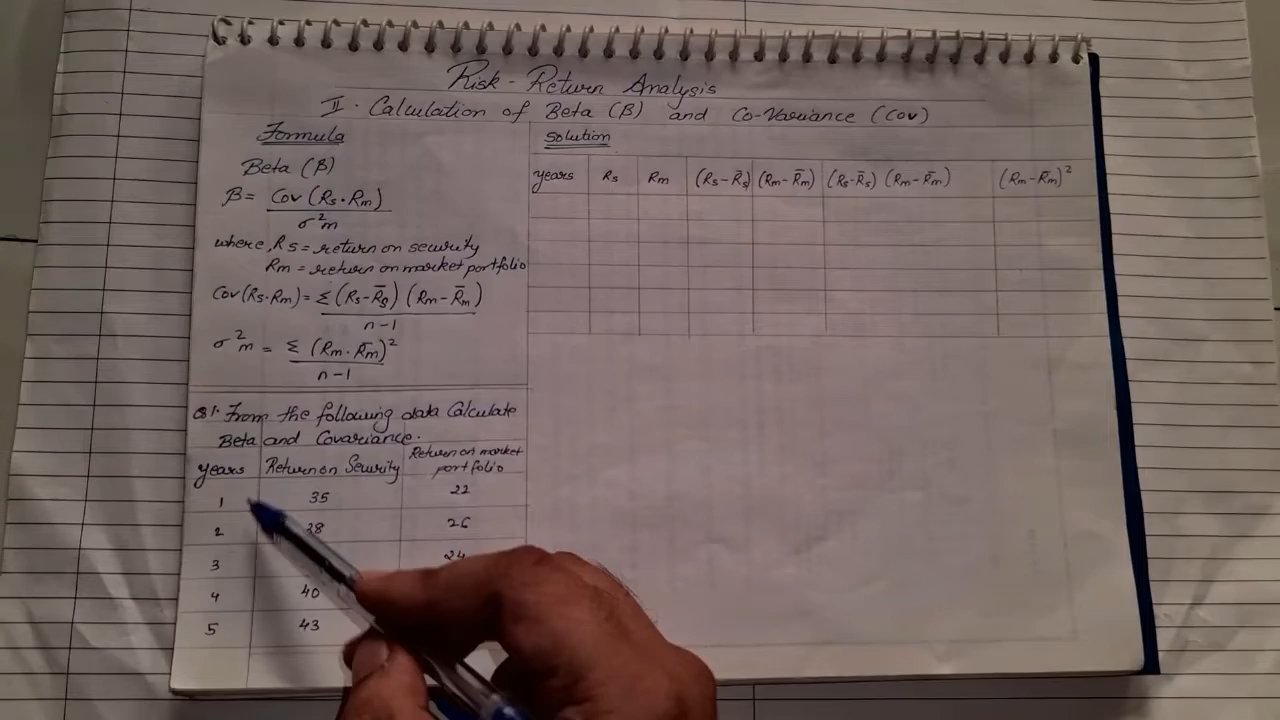 Risk-Return Analysis
II. Calculation of Beta (β) and Co-Variance (Cov)
Formula
Beta (β)
β = Cov (Rs·Rm)
σ²m
where, Rs = return on security
Rm = return on market portfolio
Cov(Rs·Rm) = Σ (Rs-R̄s) (Rm-R̄m)
n-1
σ²m = Σ (Rm·R̄m)²
n-1
Q1. From the following data Calculate
Beta and Covariance.
years Return on Security Return on market portfolio
1 35 22
2 38 26
3 24
4 40
5 43
Solution
years Rs Rm (Rs-R̄s) (Rm-R̄m) (Rs-R̄s) (Rm-R̄m) (Rm-R̄m)²